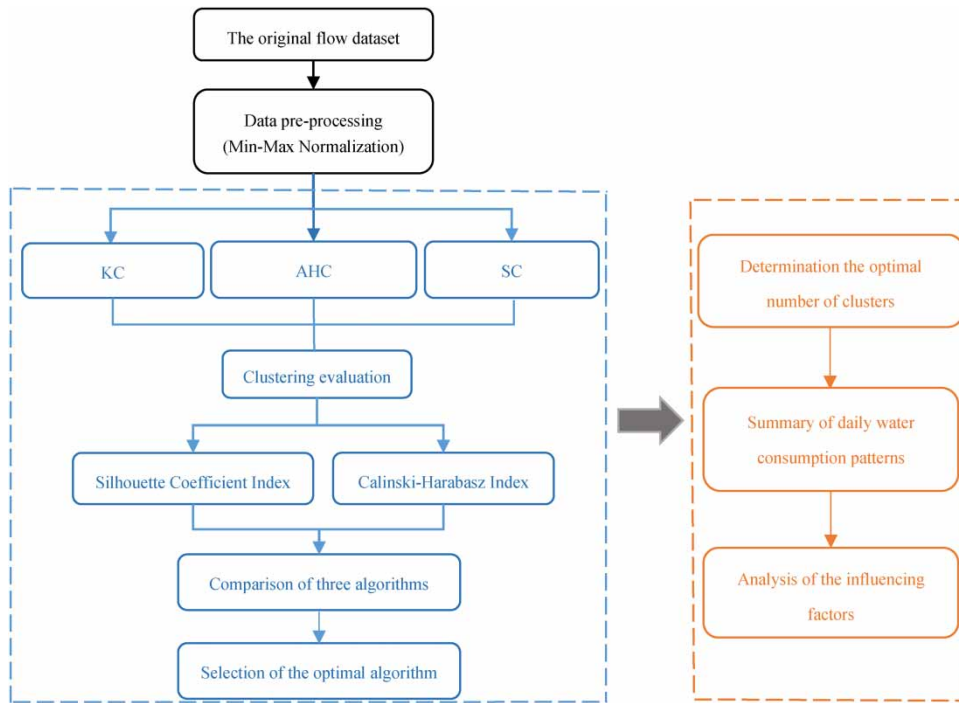 The original flow dataset
Data pre-processing
(Min-Max Normalization)
KC
AHC
SC
Clustering evaluation
Silhouette Coefficient Index
Calinski-Harabasz Index
Comparison of three algorithms
Selection of the optimal algorithm
Determination the optimal
number of clusters
Summary of daily water
consumption patterns
Analysis of the influencing
factors